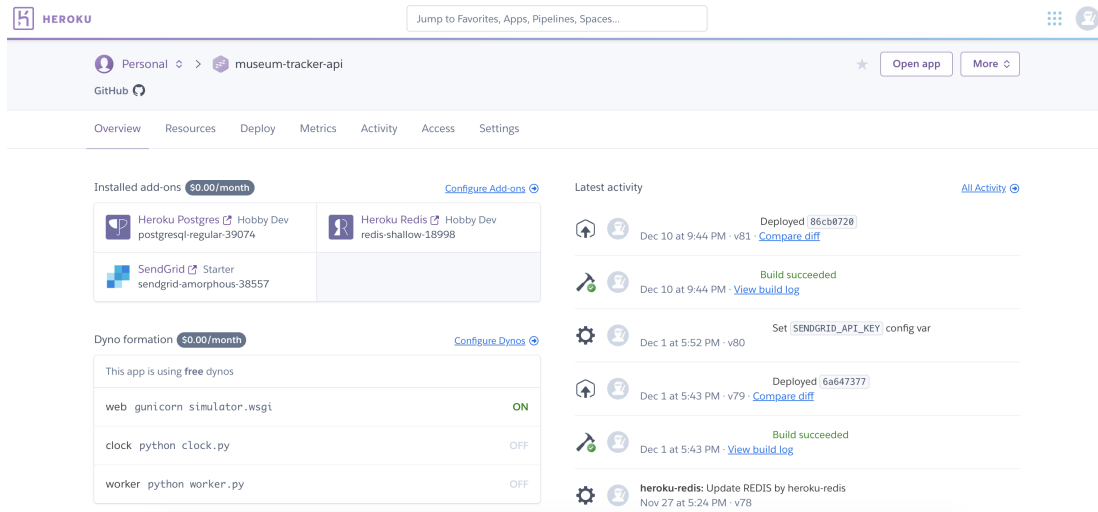 HEROKU
Jump to Favorites, Apps, Pipelines, Spaces...
Personal > museum-tracker-api
Open app
More
GitHub
Overview Resources Deploy Metrics Activity Access Settings
Installed add-ons $0.00/month
Configure Add-ons
Heroku Postgres Hobby Dev
postgresql-regular-39074
Heroku Redis Hobby Dev
redis-shallow-18998
SendGrid Starter
sendgrid-amorphous-38557
Dyno formation $0.00/month
Configure Dynos
This app is using free dynos
web gunicorn simulator.wsgi ON
clock python clock.py OFF
worker python worker.py OFF
Latest activity
All Activity
Deployed 86cb0720
Dec 10 at 9:44 PM · v81 · Compare diff
Build succeeded
Dec 10 at 9:44 PM · View build log
Set SENDGRID_API_KEY config var
Dec 1 at 5:52 PM · v80
Deployed 6a647377
Dec 1 at 5:43 PM · v79 · Compare diff
Build succeeded
Dec 1 at 5:43 PM · View build log
heroku-redis: Update REDIS by heroku-redis
Nov 27 at 5:24 PM · v78